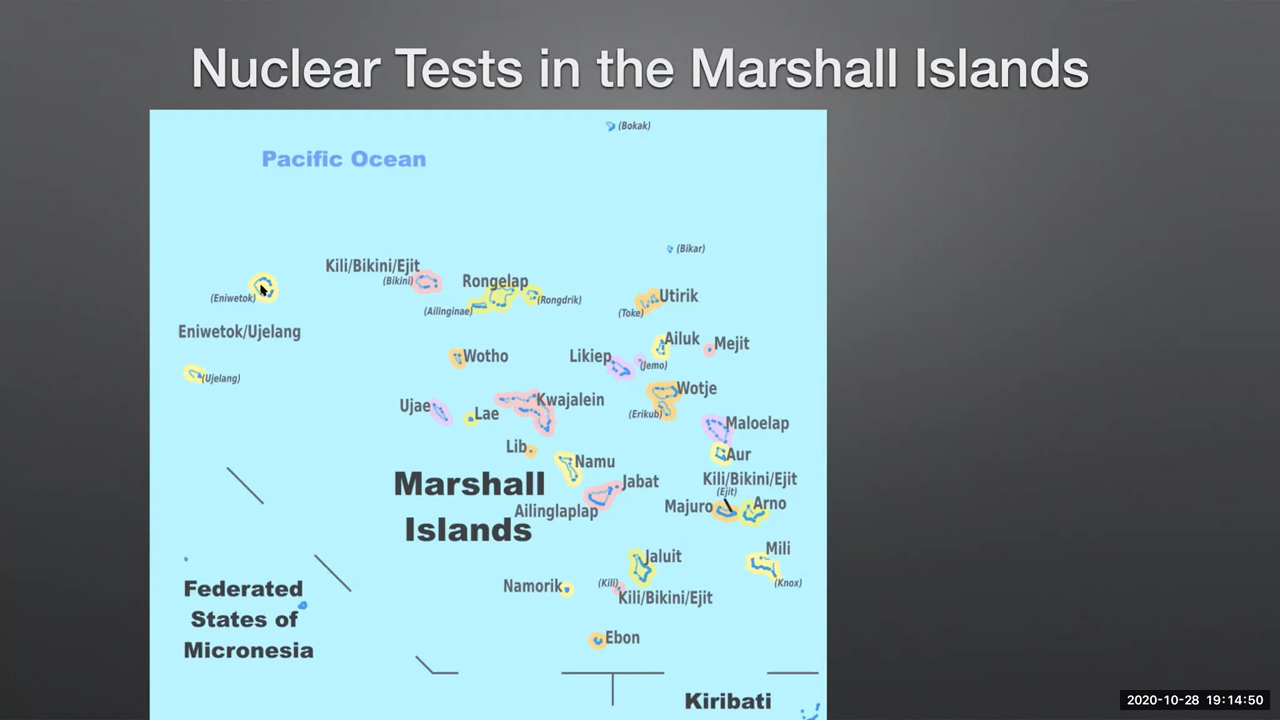 Nuclear Tests in the Marshall Islands
(Bokak)
Pacific Ocean
(Bikar)
Kili/Bikini/Ejit
(Bikini)
Rongelap
(Eniwetok)
(Ailinginae)
(Rongdrik)
Utirik
(Toke)
Eniwetok/Ujelang
Ailuk
Mejit
Wotho
Likiep
(Jemo)
(Ujelang)
Wotje
Ujae
Lae
Kwajalein
(Erikub)
Maloelap
Lib
Aur
Namu
Marshall
Islands
Jabat
Kili/Bikini/Ejit
(Ejit)
Ailinglaplap
Majuro
Arno
Mili
Jaluit
(Knox)
Namorik
(Kili)
Kili/Bikini/Ejit
Federated
States of
Micronesia
Ebon
Kiribati
2020-10-28 19:14:50